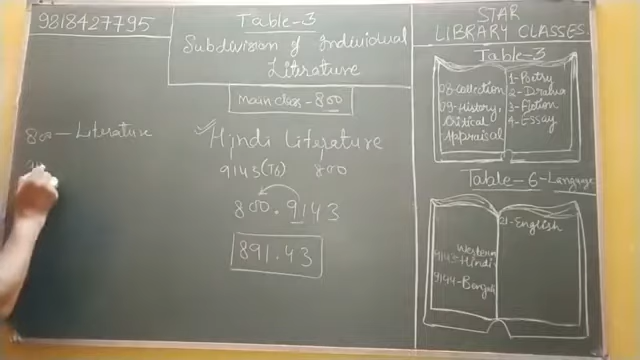 9818427795
Table-3
Subdivision of Individual
Literature
main class-800
800-Literature
Hindi Literature
9143(T6) 800
800.9143
891.43
STAR
LIBRARY CLASSES
Table-3
08-collection
09-History,
Critical
Appraisal
1-Poetry
2-Drama
3-Fiction
4-Essay
Table-6-Language
Western
9143-Hindi
9144-Bengali
21-English